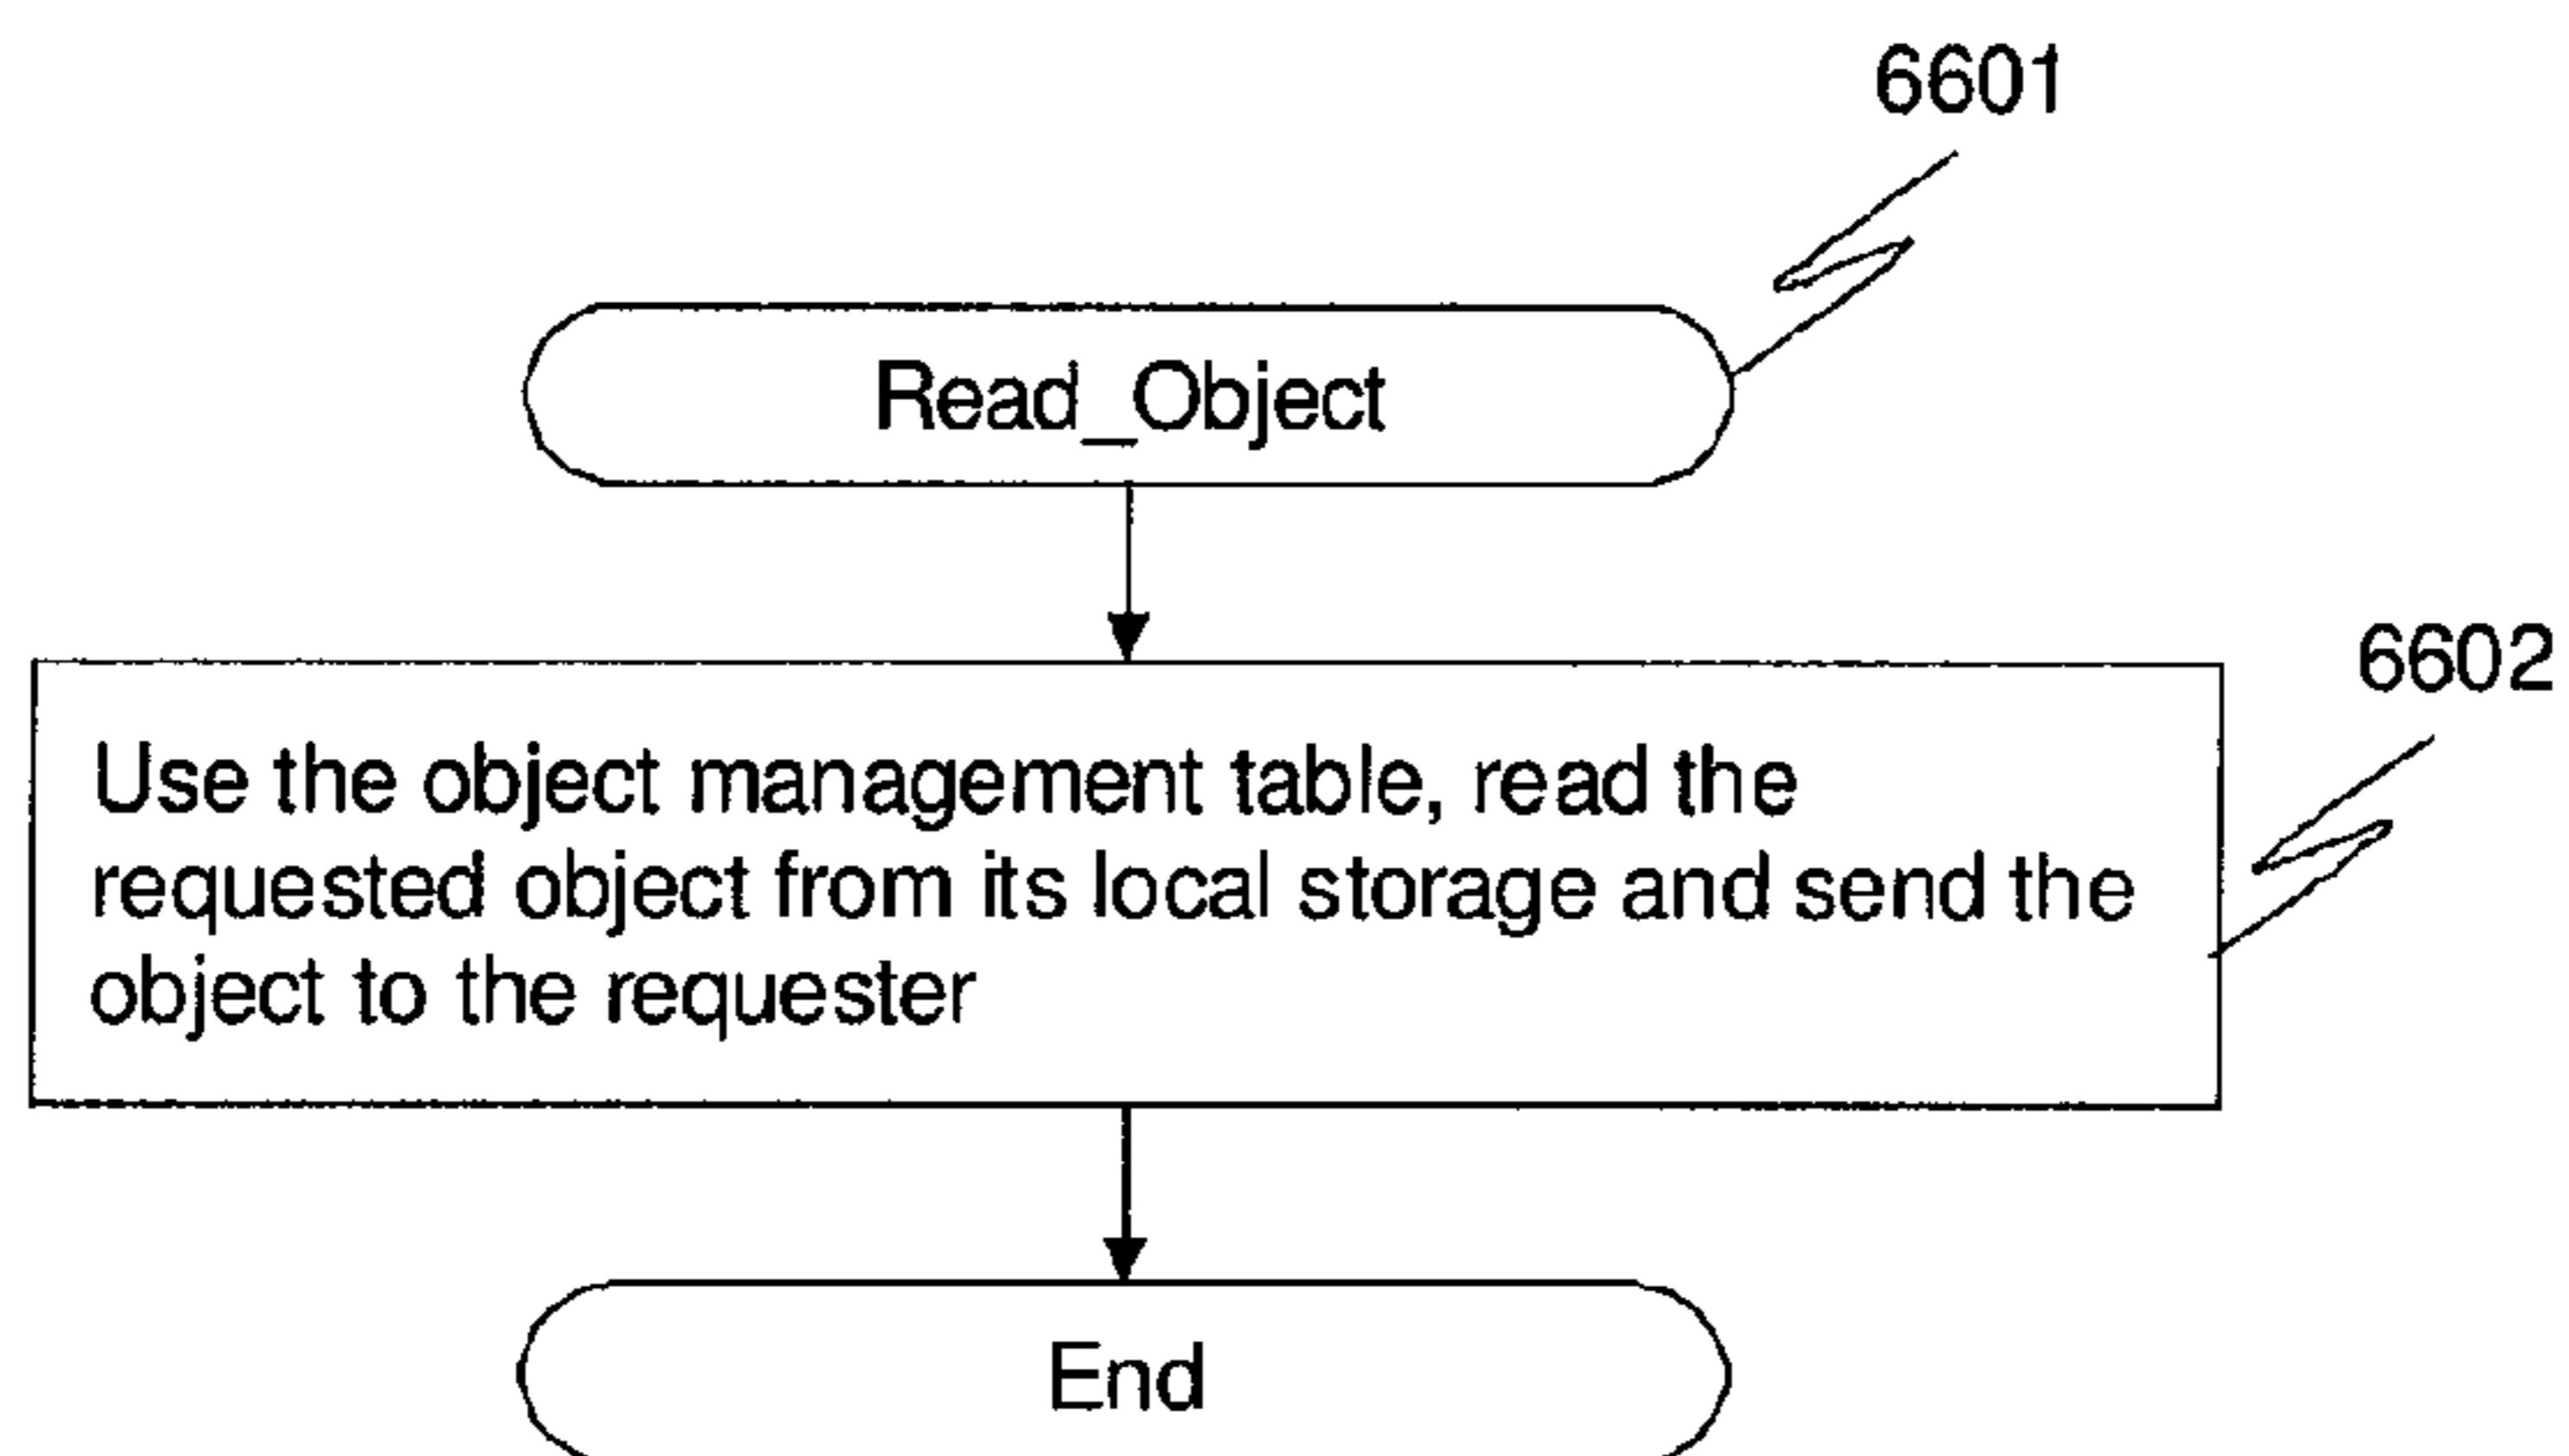 6601
Read_Object
6602
Use the object management table, read the
requested object from its local storage and send the
object to the requester
End